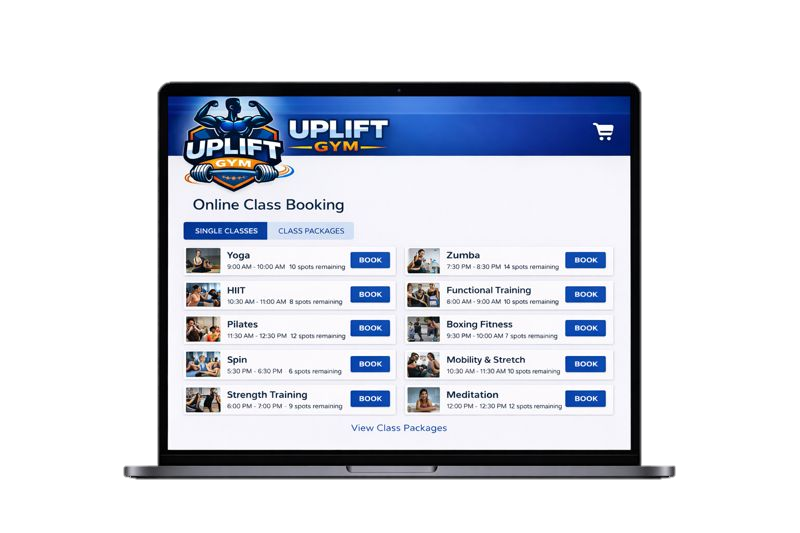 UPLIFT
GYM
UPLIFT
GYM
Online Class Booking
SINGLE CLASSES CLASS PACKAGES
Yoga
9:00 AM - 10:00 AM 10 spots remaining
BOOK
HIIT
10:30 AM - 11:00 AM 8 spots remaining
BOOK
Pilates
11:30 AM - 12:30 PM 12 spots remaining
BOOK
Spin
5:30 PM - 6:30 PM 6 spots remaining
BOOK
Strength Training
6:00 PM - 7:00 PM - 9 spots remaining
BOOK
Zumba
7:30 PM - 8:30 PM 14 spots remaining
BOOK
Functional Training
8:00 AM - 9:00 AM 10 spots remaining
BOOK
Boxing Fitness
9:30 PM - 10:00 AM 7 spots remaining
BOOK
Mobility & Stretch
10:30 AM - 11:30 AM 10 spots remaining
BOOK
Meditation
12:00 PM - 12:30 PM 12 spots remaining
BOOK
View Class Packages